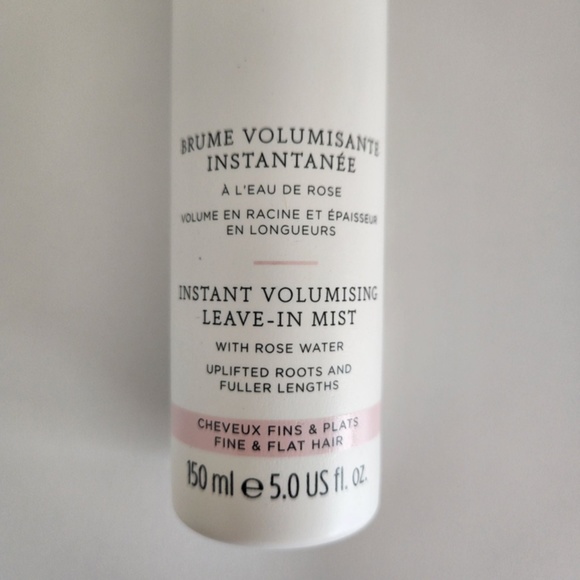 BRUME VOLUMISANTE
INSTANTANÉE
À L'EAU DE ROSE
VOLUME EN RACINE ET ÉPAISSEUR
EN LONGUEURS
INSTANT VOLUMISING
LEAVE-IN MIST
WITH ROSE WATER
UPLIFTED ROOTS AND
FULLER LENGTHS
CHEVEUX FINS & PLATS
FINE & FLAT HAIR
150 ml e 5.0 US fl. oz.